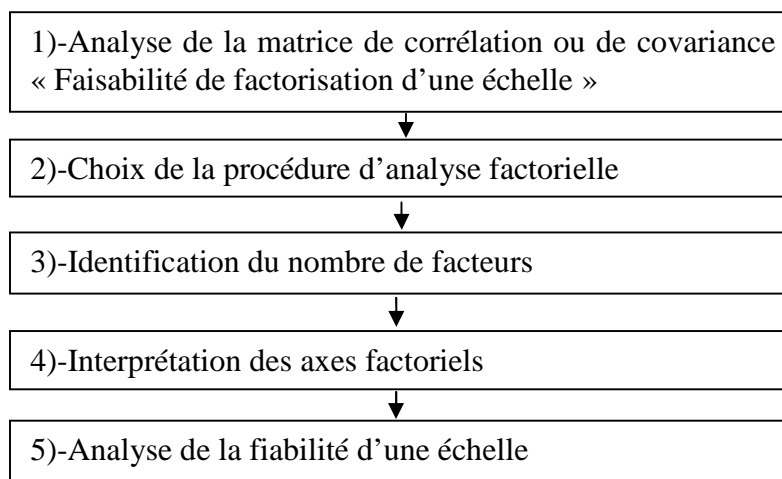 1)-Analyse de la matrice de corrélation ou de covariance
« Faisabilité de factorisation d’une échelle »
2)-Choix de la procédure d’analyse factorielle
3)-Identification du nombre de facteurs
4)-Interprétation des axes factoriels
5)-Analyse de la fiabilité d’une échelle